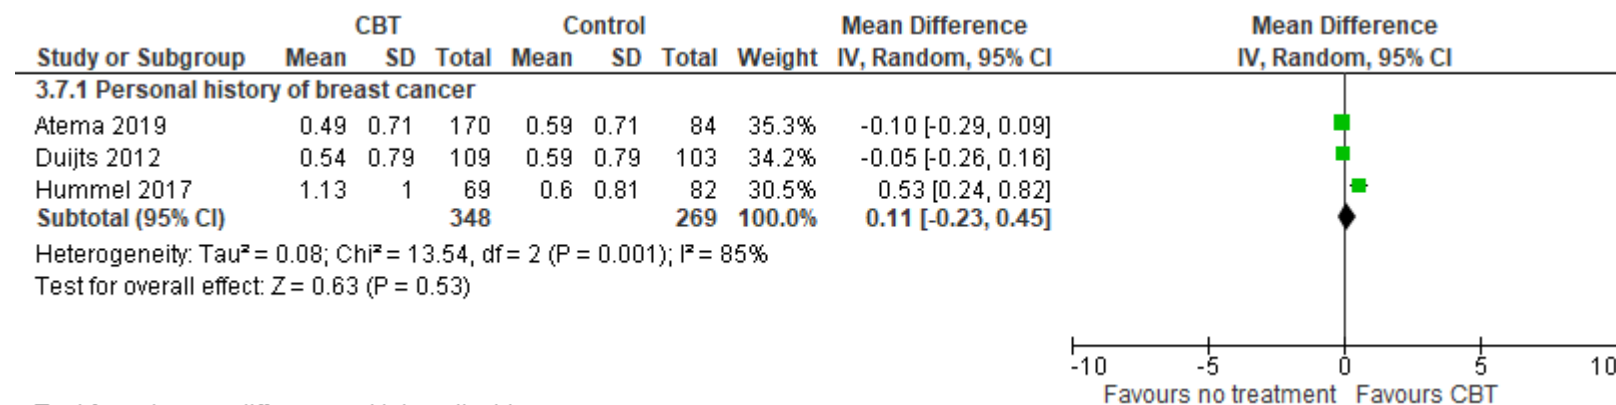 CBT Control Mean Difference Mean Difference
Study or Subgroup Mean SD Total Mean SD Total Weight IV, Random, 95% CI IV, Random, 95% CI
3.7.1 Personal history of breast cancer
Atema 2019 0.49 0.71 170 0.59 0.71 84 35.3% -0.10 [-0.29, 0.09]
Duijts 2012 0.54 0.79 109 0.59 0.79 103 34.2% -0.05 [-0.26, 0.16]
Hummel 2017 1.13 1 69 0.6 0.81 82 30.5% 0.53 [0.24, 0.82]
Subtotal (95% CI) 348 269 100.0% 0.11 [-0.23, 0.45]
Heterogeneity: Tau² = 0.08; Chi² = 13.54, df = 2 (P = 0.001); I² = 85%
Test for overall effect: Z = 0.63 (P = 0.53)
-10 -5 0 5 10
Favours no treatment Favours CBT